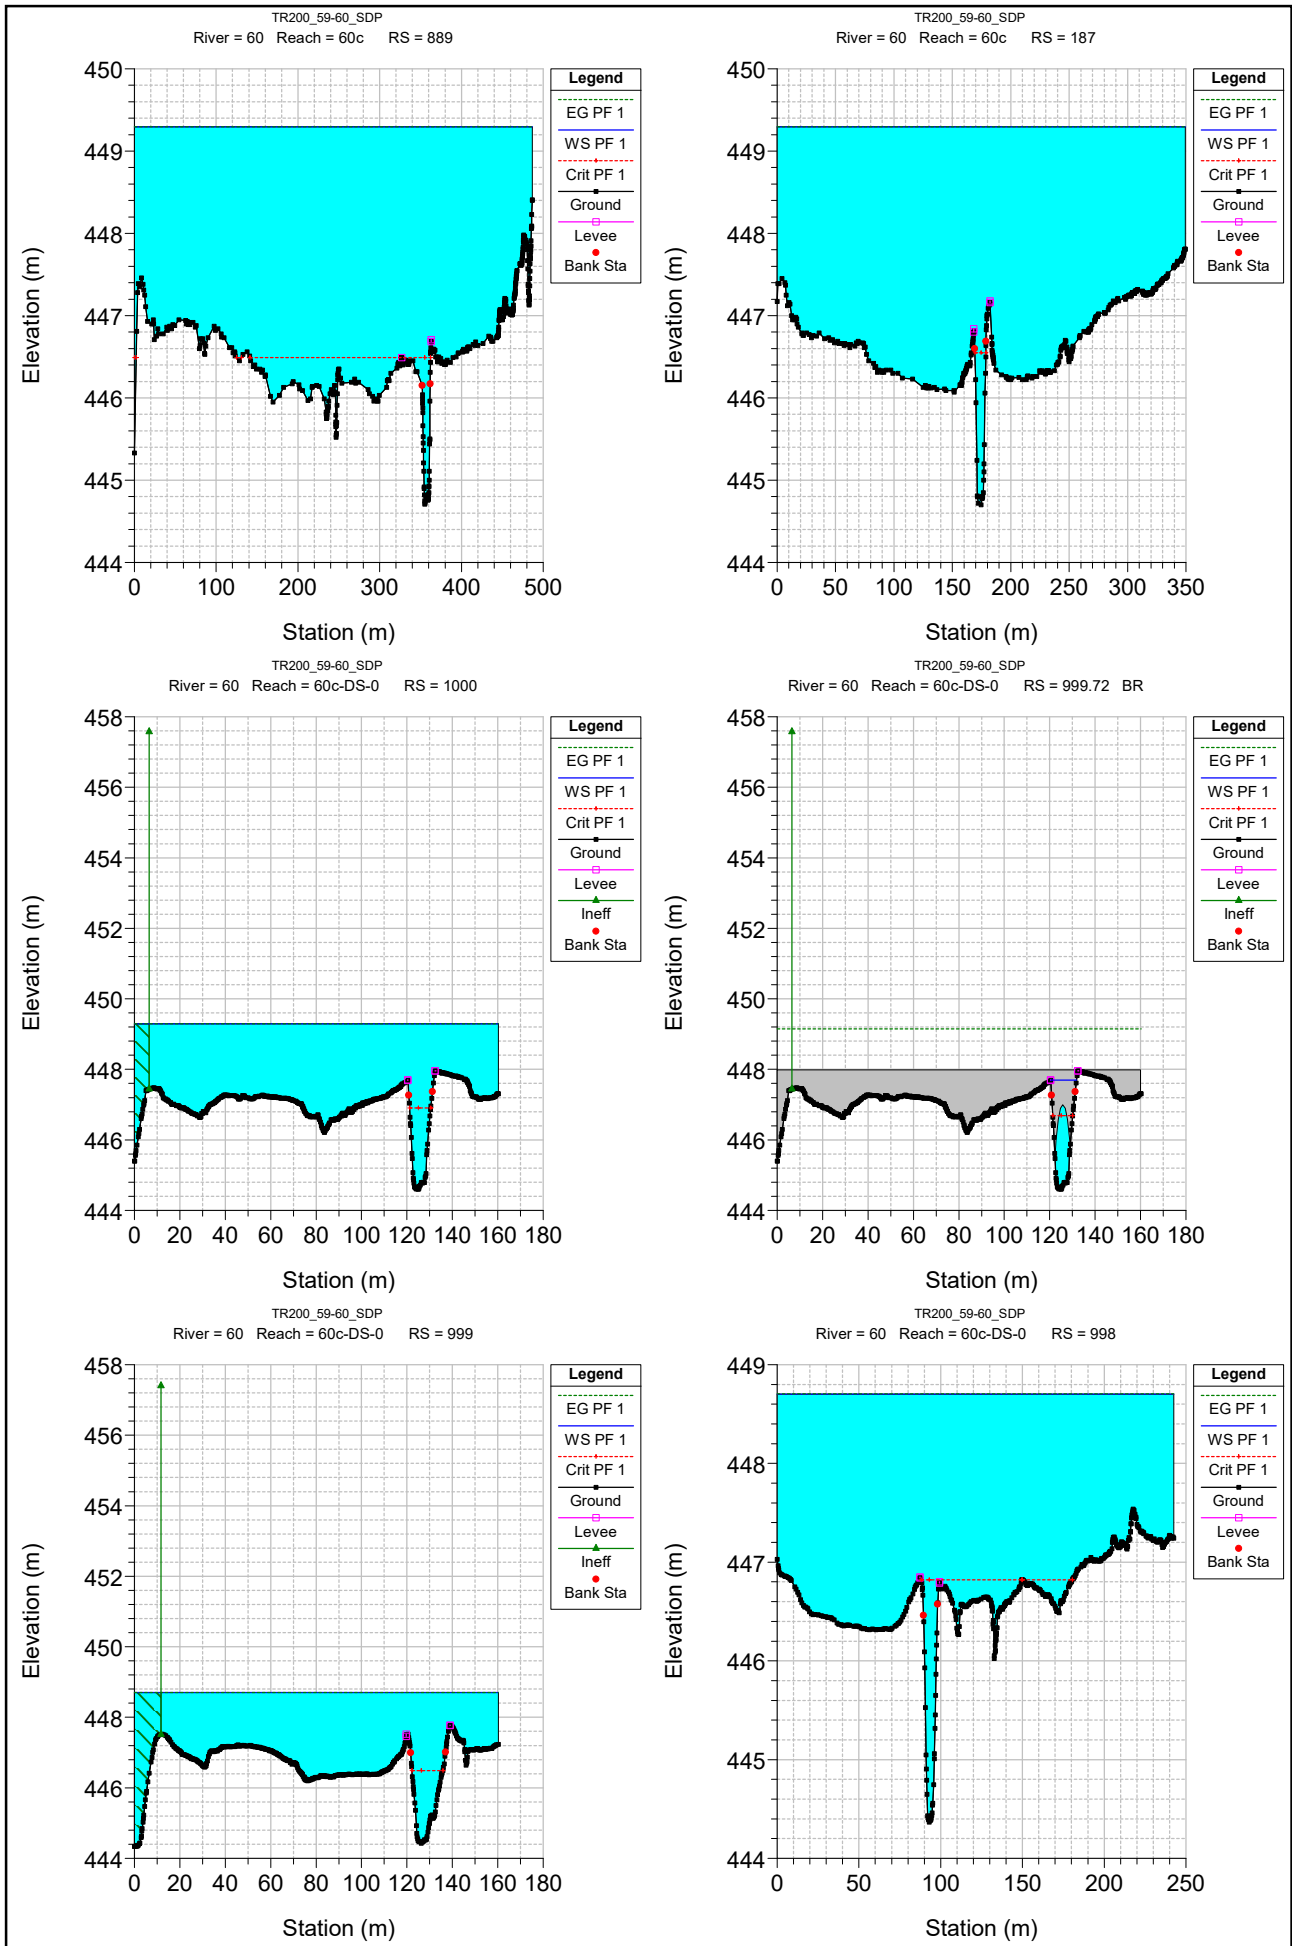 TR200_59-60_SDP
River = 60 Reach = 60c RS = 889
450
449
448
447
446
445
444
0 100 200 300 400 500
Elevation (m)
Station (m)
Legend
EG PF 1
WS PF 1
Crit PF 1
Ground
Levee
Bank Sta
TR200_59-60_SDP
River = 60 Reach = 60c RS = 187
450
449
448
447
446
445
444
0 50 100 150 200 250 300 350
Elevation (m)
Station (m)
Legend
EG PF 1
WS PF 1
Crit PF 1
Ground
Levee
Bank Sta
TR200_59-60_SDP
River = 60 Reach = 60c-DS-0 RS = 1000
458
456
454
452
450
448
446
444
0 20 40 60 80 100 120 140 160 180
Elevation (m)
Station (m)
Legend
EG PF 1
WS PF 1
Crit PF 1
Ground
Levee
Ineff
Bank Sta
TR200_59-60_SDP
River = 60 Reach = 60c-DS-0 RS = 999.72 BR
458
456
454
452
450
448
446
444
0 20 40 60 80 100 120 140 160 180
Elevation (m)
Station (m)
Legend
EG PF 1
WS PF 1
Crit PF 1
Ground
Levee
Ineff
Bank Sta
TR200_59-60_SDP
River = 60 Reach = 60c-DS-0 RS = 999
458
456
454
452
450
448
446
444
0 20 40 60 80 100 120 140 160 180
Elevation (m)
Station (m)
Legend
EG PF 1
WS PF 1
Crit PF 1
Ground
Levee
Ineff
Bank Sta
TR200_59-60_SDP
River = 60 Reach = 60c-DS-0 RS = 998
449
448
447
446
445
444
0 50 100 150 200 250
Elevation (m)
Station (m)
Legend
EG PF 1
WS PF 1
Crit PF 1
Ground
Levee
Bank Sta